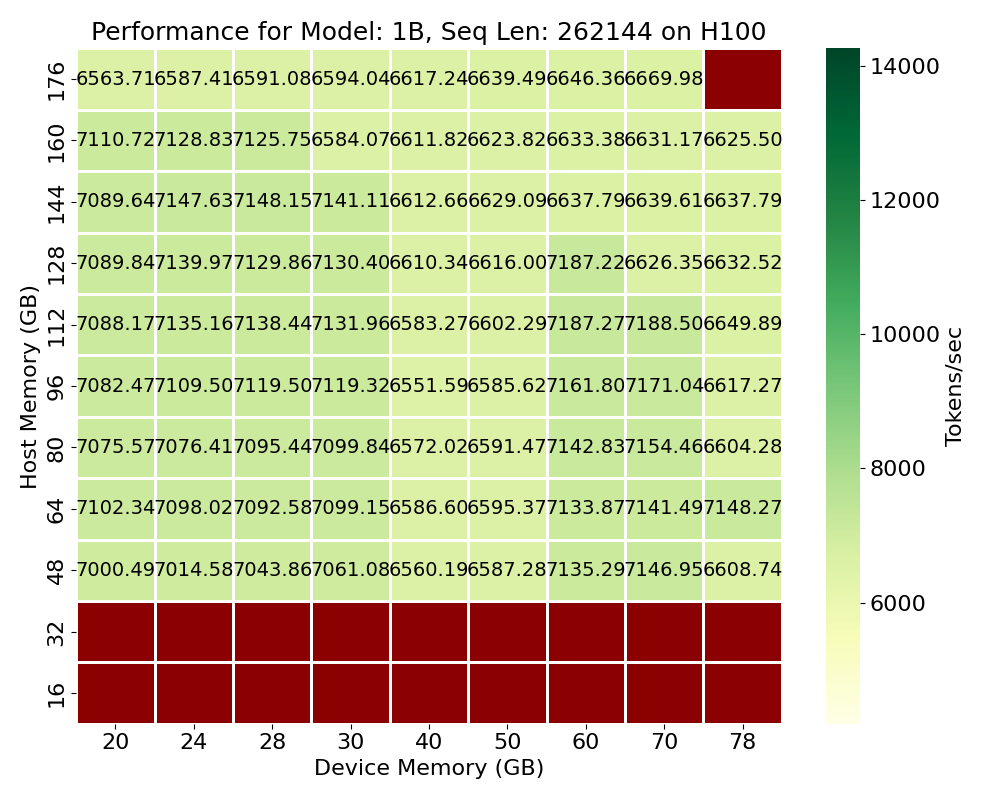 Performance for Model: 1B, Seq Len: 262144 on H100
176 6563.71 6587.41 6591.08 6594.04 6617.24 6639.49 6646.36 6669.98
160 7110.72 7128.83 7125.75 6584.07 6611.82 6623.82 6633.38 6631.17 6625.50
144 7089.64 7147.63 7148.15 7141.11 6612.66 6629.09 6637.79 6639.61 6637.79
128 7089.84 7139.97 7129.86 7130.40 6610.34 6616.00 7187.22 6626.35 6632.52
112 7088.17 7135.16 7138.44 7131.96 6583.27 6602.29 7187.27 7188.50 6649.89
96 7082.47 7109.50 7119.50 7119.32 6551.59 6585.62 7161.80 7171.04 6617.27
80 7075.57 7076.41 7095.44 7099.84 6572.02 6591.47 7142.83 7154.46 6604.28
64 7102.34 7098.02 7092.58 7099.15 6586.60 6595.37 7133.87 7141.49 7148.27
48 7000.49 7014.58 7043.86 7061.08 6560.19 6587.28 7135.29 7146.95 6608.74
32
16
20 24 28 30 40 50 60 70 78
Device Memory (GB)
Host Memory (GB)
14000
12000
10000
8000
6000
Tokens/sec